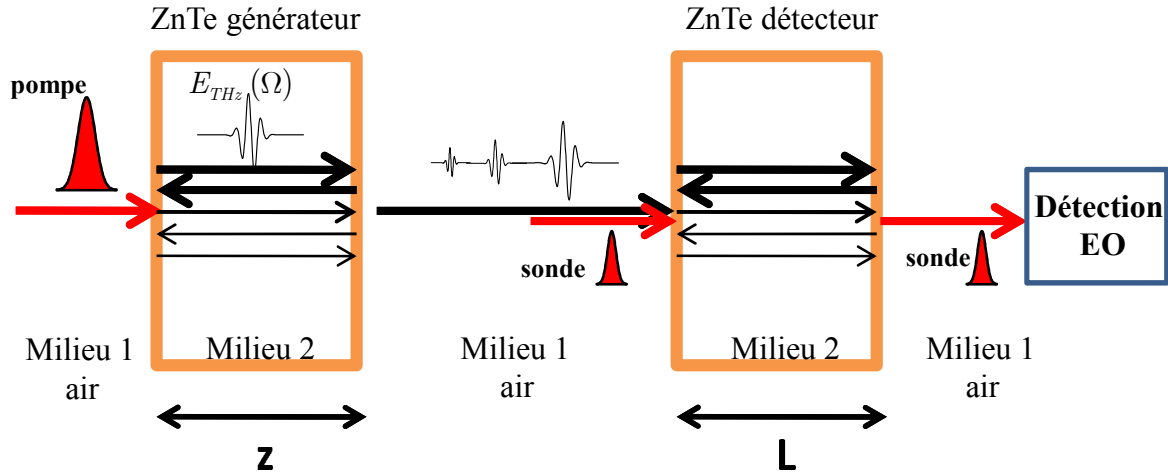 ZnTe générateur
ZnTe détecteur
pompe
E_THz(Ω)
sonde
sonde
Détection
EO
Milieu 1
air
Milieu 2
Milieu 1
air
Milieu 2
Milieu 1
air
z
L